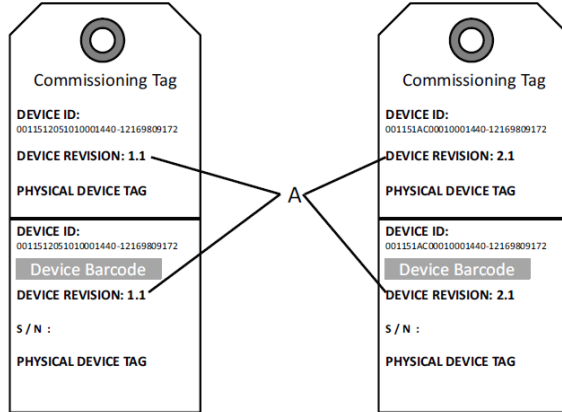 Commissioning Tag
DEVICE ID:
0011512051010001440-12169809172
DEVICE REVISION: 1.1
PHYSICAL DEVICE TAG
DEVICE ID:
0011512051010001440-12169809172
Device Barcode
DEVICE REVISION: 1.1
S / N :
PHYSICAL DEVICE TAG
A
Commissioning Tag
DEVICE ID:
001151AC00010001440-12169809172
DEVICE REVISION: 2.1
PHYSICAL DEVICE TAG
DEVICE ID:
001151AC00010001440-12169809172
Device Barcode
DEVICE REVISION: 2.1
S / N :
PHYSICAL DEVICE TAG